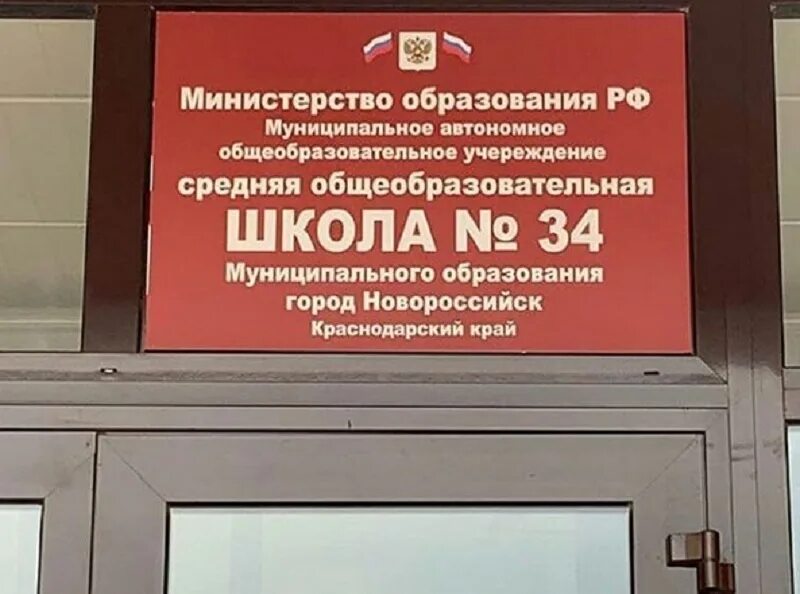 Министерство образования РФ
Муниципальное автономное
общеобразовательное учереждение
средняя общеобразовательная
ШКОЛА № 34
Муниципального образования
город Новороссийск
Краснодарский край